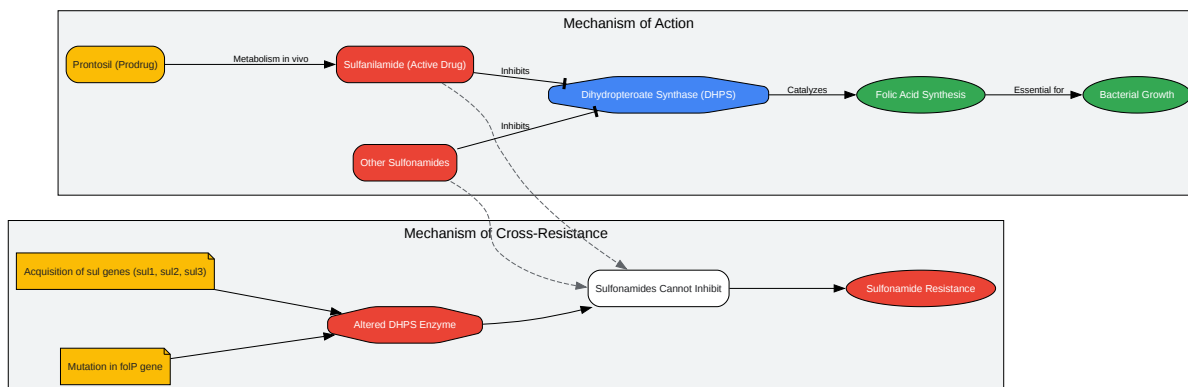 Mechanism of Action
Prontosil (Prodrug)
Metabolism in vivo
Sulfanilamide (Active Drug)
Inhibits
Dihydropteroate Synthase (DHPS)
Catalyzes
Folic Acid Synthesis
Essential for
Bacterial Growth
Inhibits
Other Sulfonamides
Mechanism of Cross-Resistance
Acquisition of sul genes (sul1, sul2, sul3)
Sulfonamides Cannot Inhibit
Sulfonamide Resistance
Altered DHPS Enzyme
Mutation in folP gene